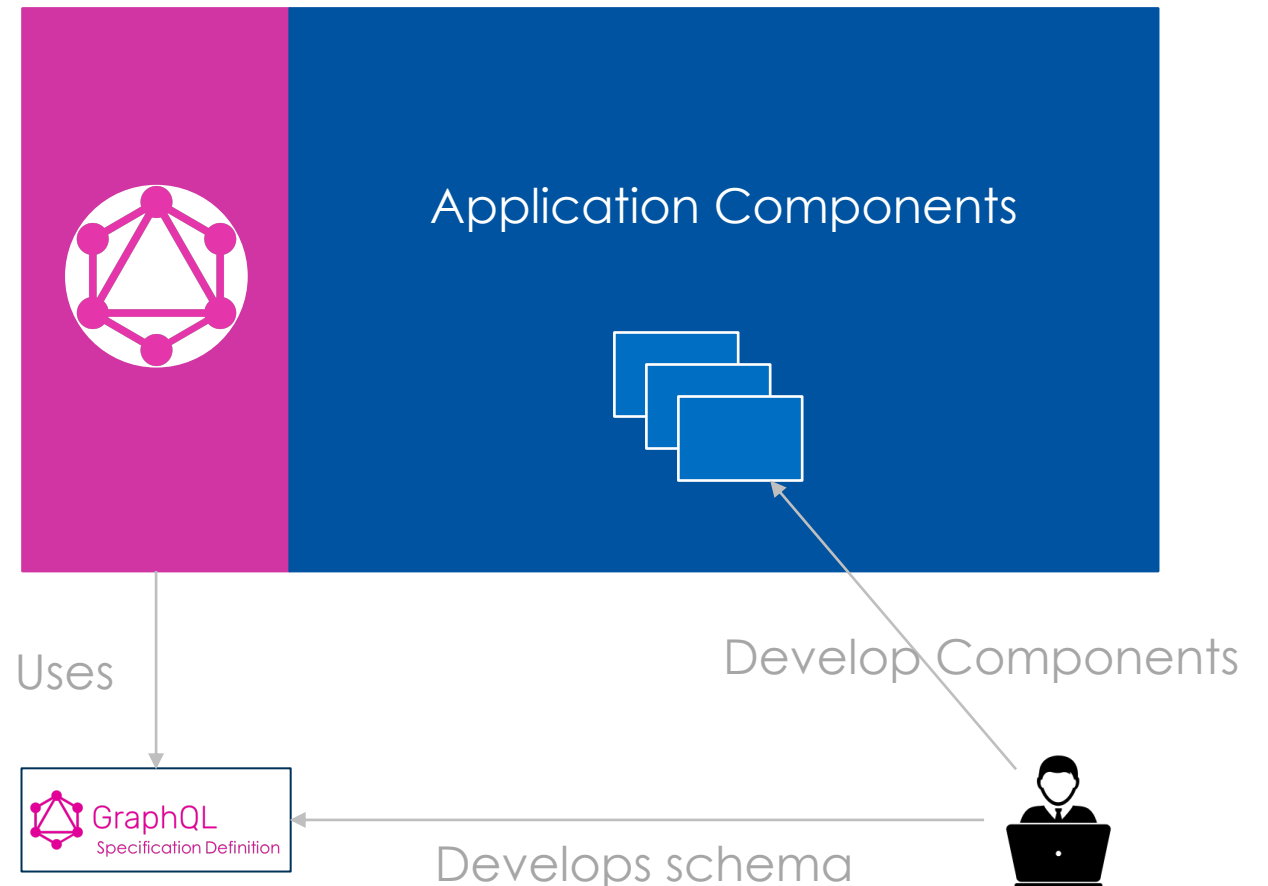 Application Components
Uses
Develop Components
GraphQL
Specification Definition
Develops schema